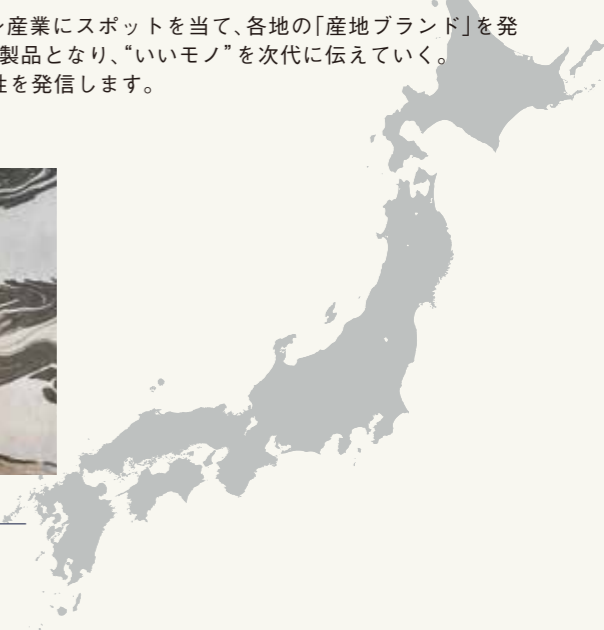 産業にスポットを当て、各地の「産地ブランド」を発
製品となり、“いいモノ”を次代に伝えていく。
性を発信します。